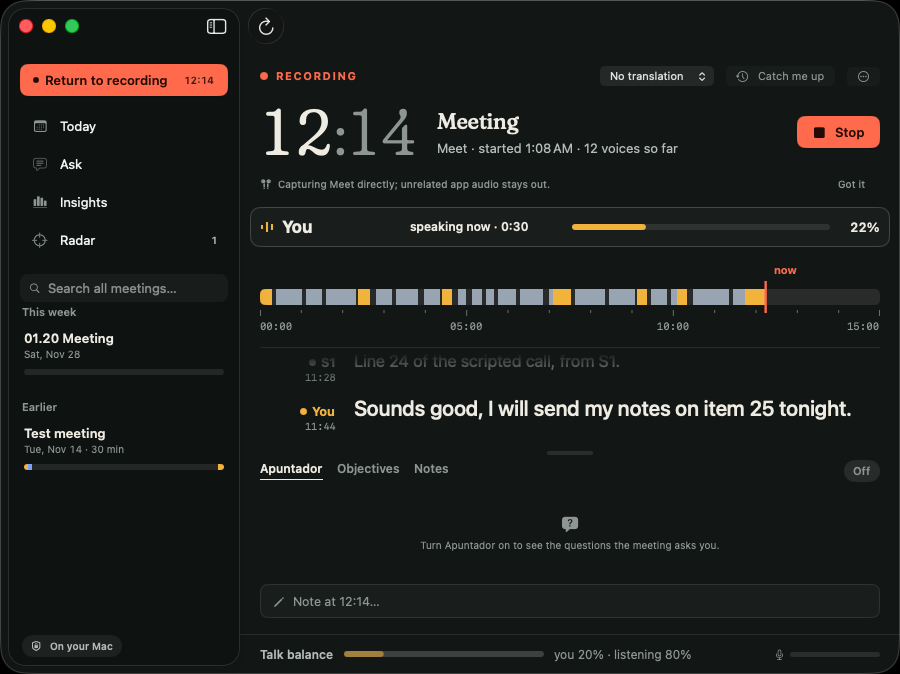 Return to recording 12:14
Today
Ask
Insights
Radar 1
Search all meetings...
This week
01.20 Meeting
Sat, Nov 28
Earlier
Test meeting
Tue, Nov 14 · 30 min
On your Mac
RECORDING
No translation
Catch me up
12:14
Meeting
Meet · started 1:08 AM · 12 voices so far
Stop
Capturing Meet directly; unrelated app audio stays out.
Got it
You
speaking now · 0:30
22%
now
00:00 05:00 10:00 15:00
S1
Line 24 of the scripted call, from S1.
11:28
You
Sounds good, I will send my notes on item 25 tonight.
11:44
Apuntador Objectives Notes
Off
?
Turn Apuntador on to see the questions the meeting asks you.
Note at 12:14...
Talk balance
you 20% · listening 80%